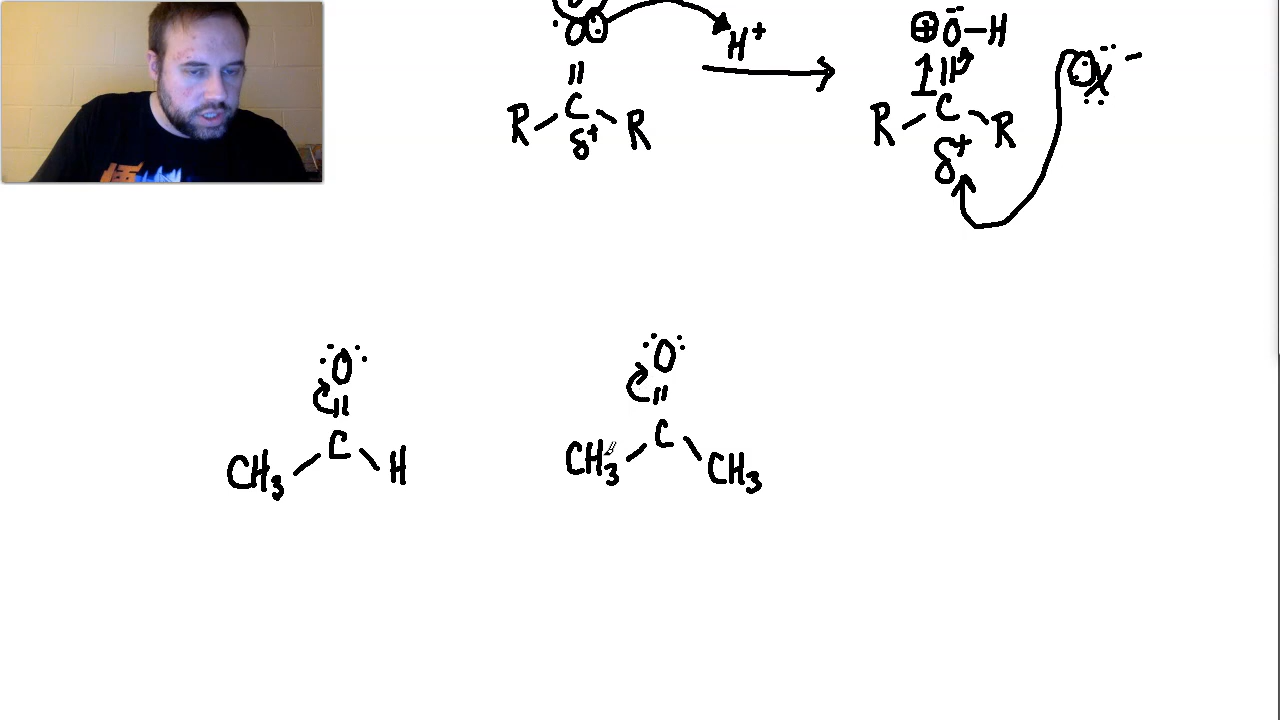 O H⁺ ⊕ O–H X⁻
R C R R C R
δ+ δ+
O O
CH₃ C H CH₃ C CH₃